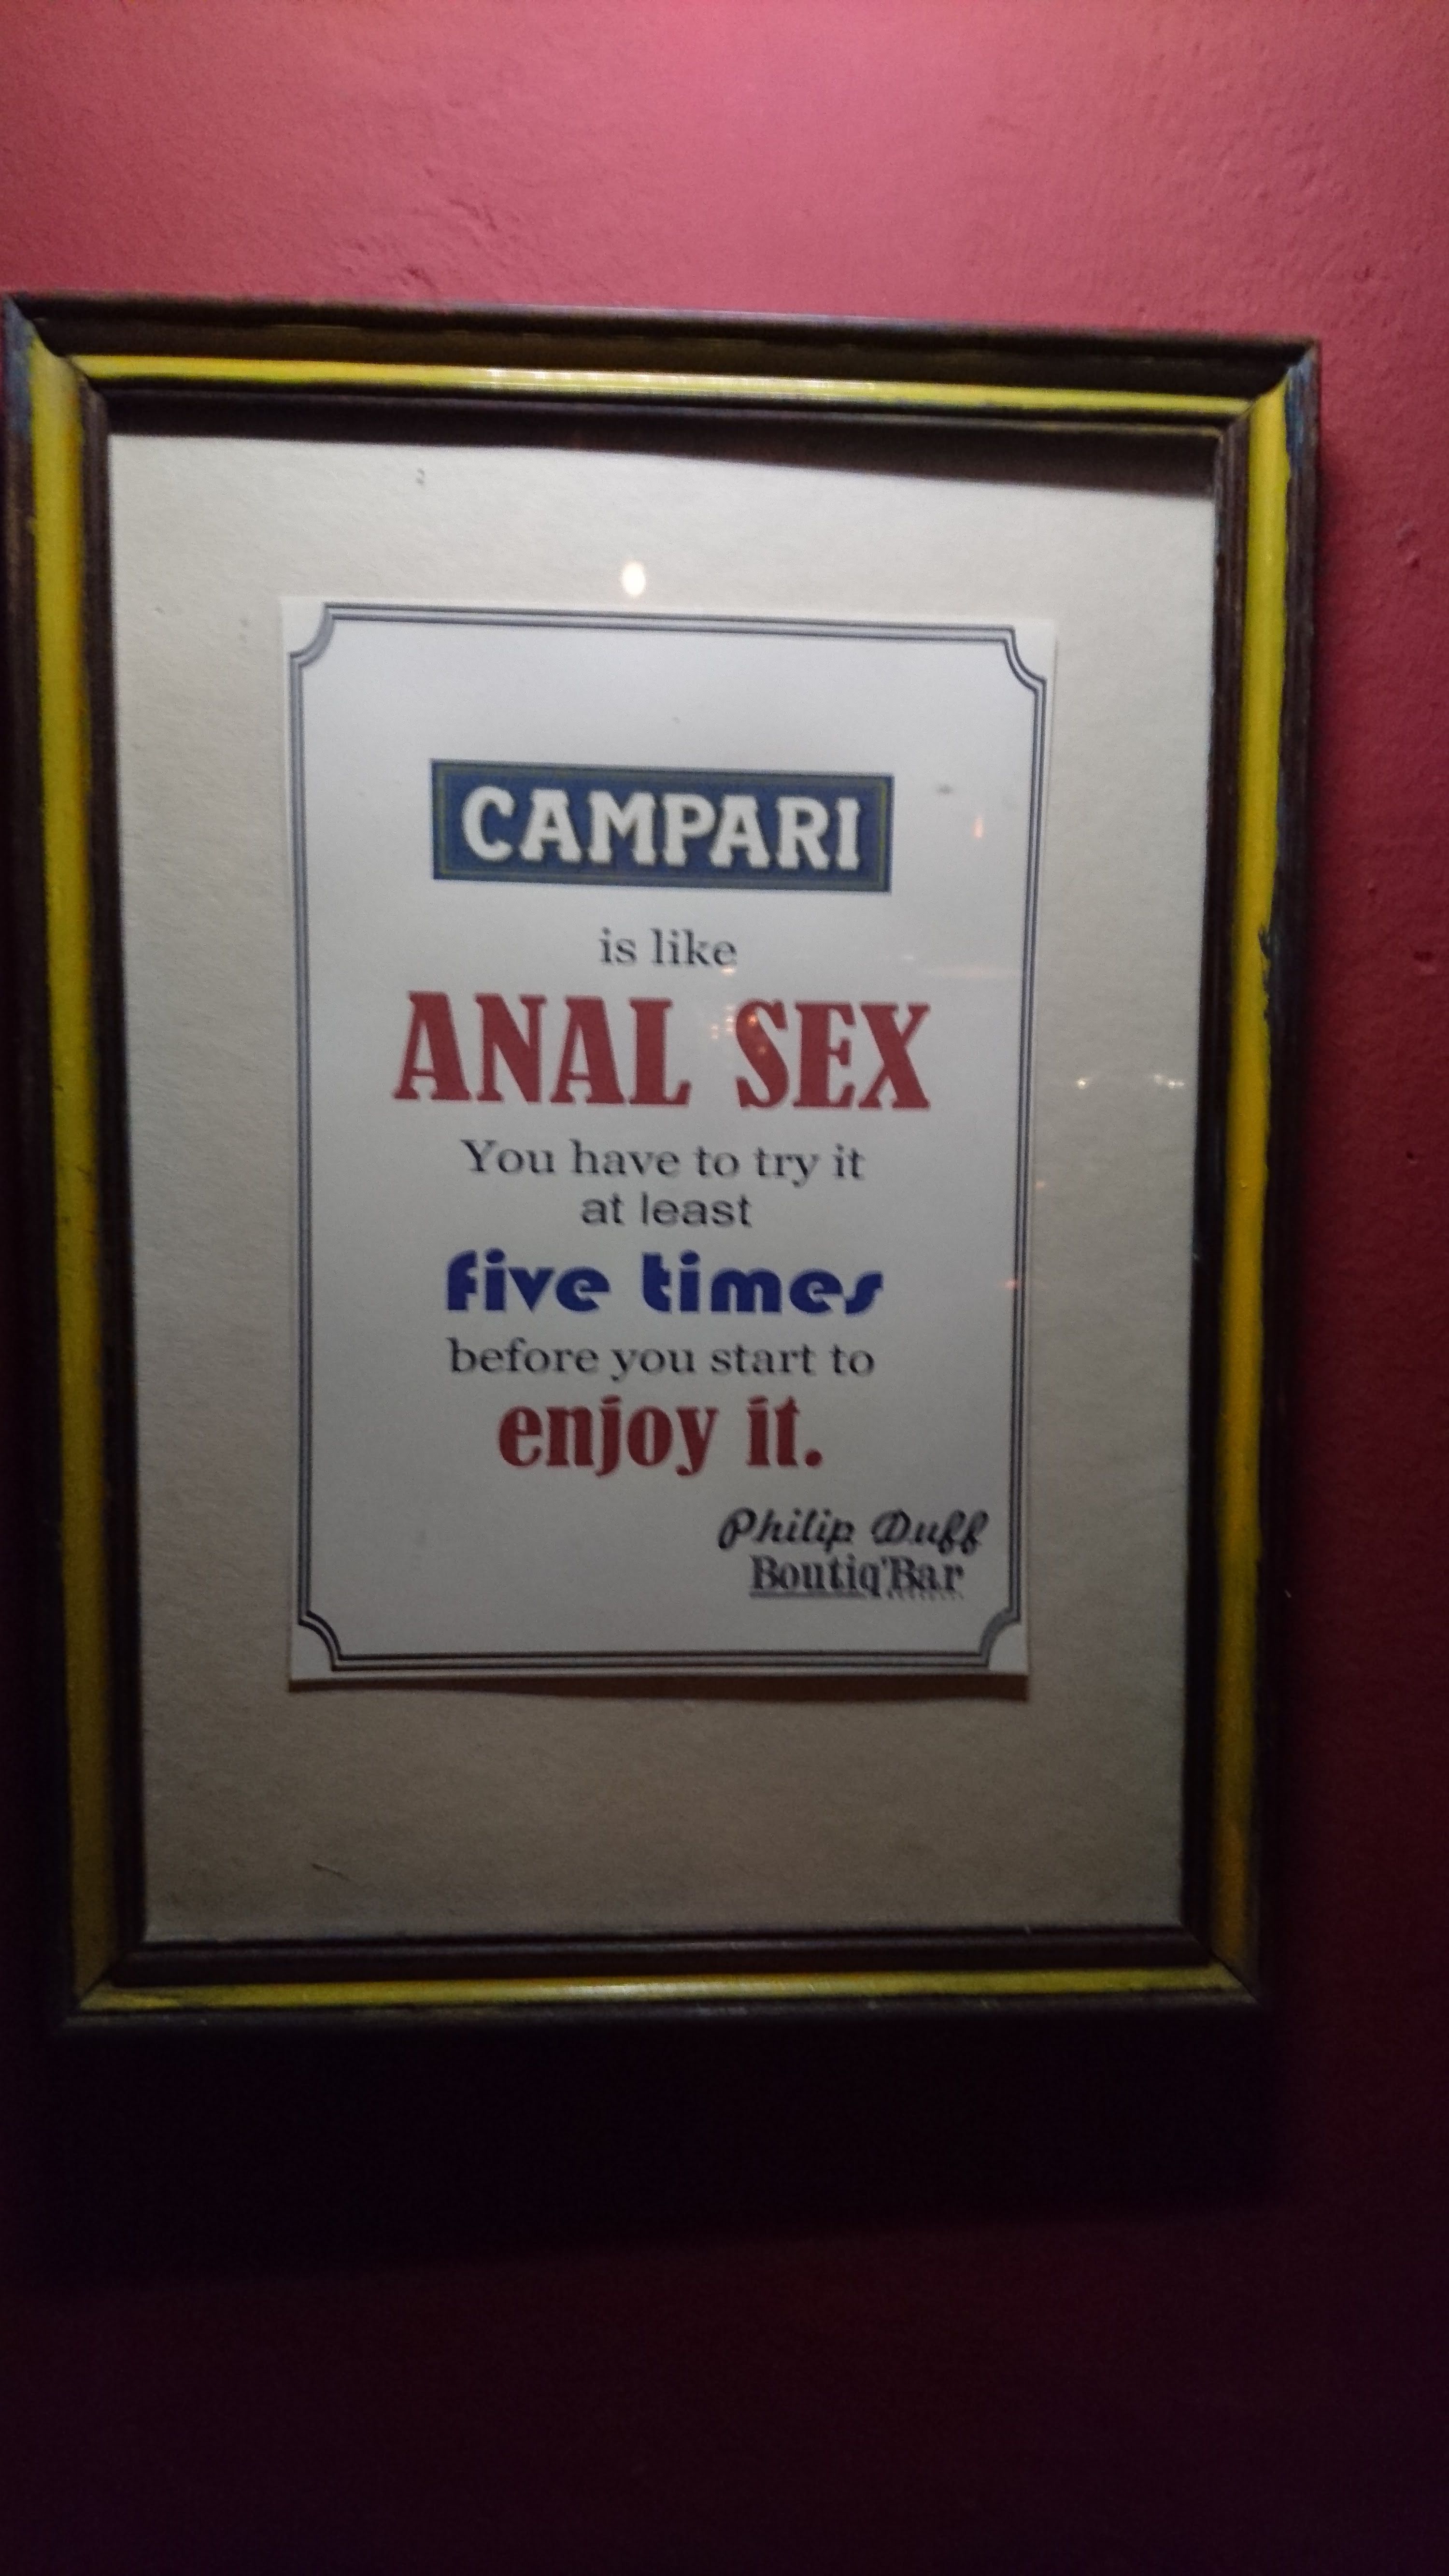 CAMPARI
is like
ANAL SEX
You have to try it
at least
five times
before you start to
enjoy it.
Philip Duff
Boutiq'Bar